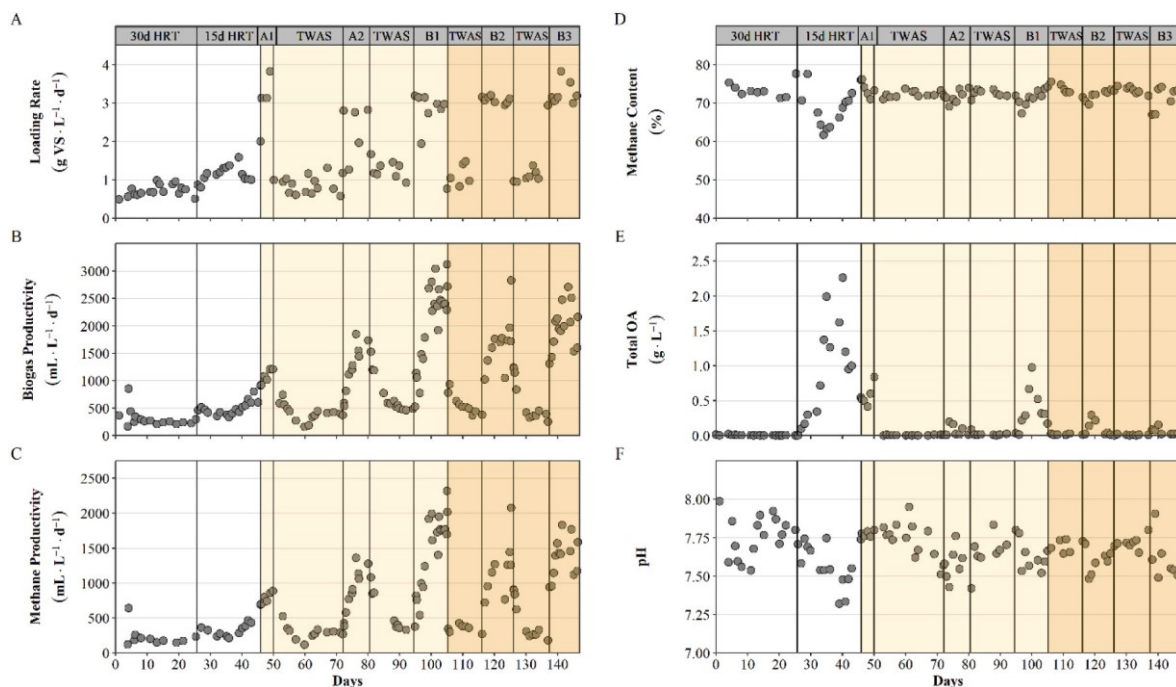 A
30d HRT 15d HRT A1 TWAS A2 TWAS B1 TWAS B2 TWAS B3
Loading Rate
(g VS · L⁻¹ · d⁻¹)
4
3
2
1
0
B
Biogas Productivity
(mL · L⁻¹ · d⁻¹)
3000
2500
2000
1500
1000
500
0
C
Methane Productivity
(mL · L⁻¹ · d⁻¹)
2500
2000
1500
1000
500
0
0 10 20 30 40 50 60 70 80 90 100 110 120 130 140
Days
D
30d HRT 15d HRT A1 TWAS A2 TWAS B1 TWAS B2 TWAS B3
Methane Content
(%)
80
70
60
50
40
E
Total OA
(g · L⁻¹)
2.5
2.0
1.5
1.0
0.5
0.0
F
pH
8.00
7.75
7.50
7.25
7.00
0 10 20 30 40 50 60 70 80 90 100 110 120 130 140
Days